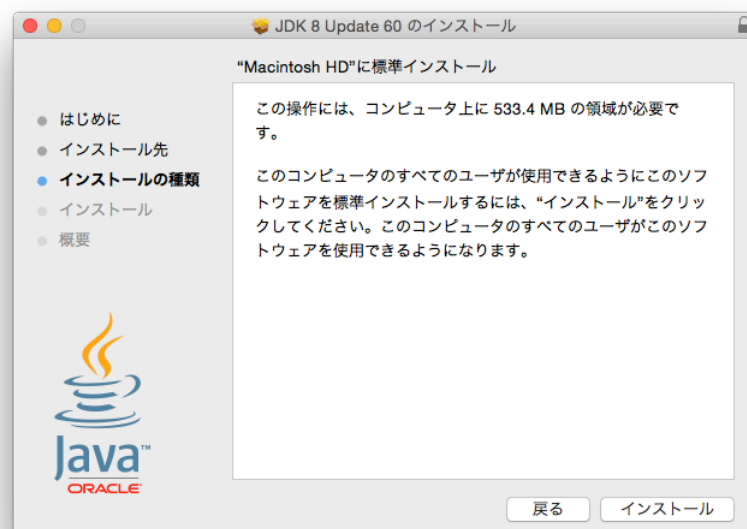 JDK 8 Update 60 のインストール
“Macintosh HD”に標準インストール
はじめに
インストール先
インストールの種類
インストール
概要
この操作には、コンピュータ上に 533.4 MB の領域が必要で
す。
このコンピュータのすべてのユーザが使用できるようにこのソフ
トウェアを標準インストールするには、“インストール”をクリッ
クしてください。このコンピュータのすべてのユーザがこのソフ
トウェアを使用できるようになります。
Java™
ORACLE
戻る
インストール